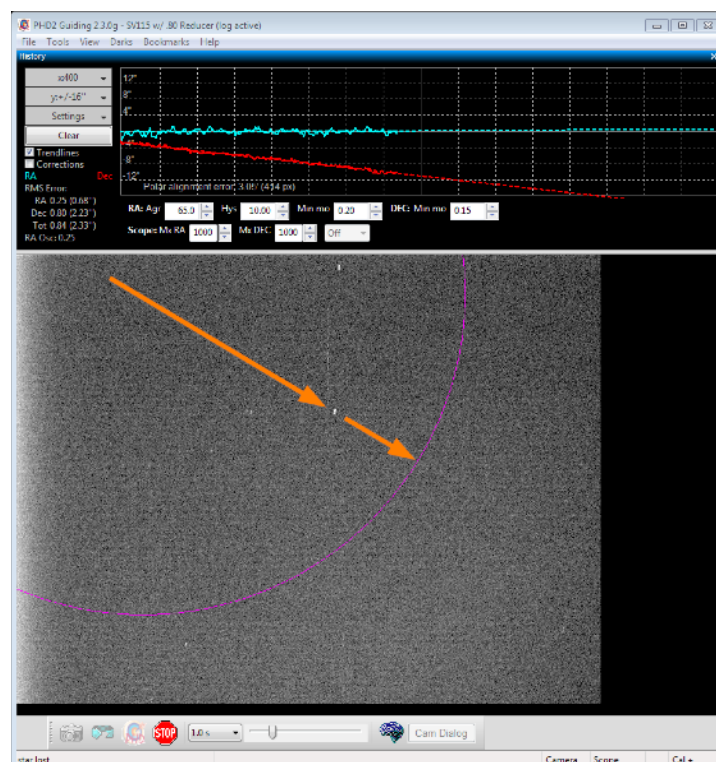 PHD2 Guiding 2.3.0g - SV115 w/ .80 Reducer (log active)
File Tools View Darks Bookmarks Help
History
x:400
y:+/-16"
Settings
Clear
Trendlines
Corrections
RA Dec
RMS Error:
RA 0.25 (0.68")
Dec 0.80 (2.23")
Tot 0.84 (2.33")
RA Osc: 0.25
12"
8"
4"
-4"
-8"
-12"
Polar alignment error: (414 px)
RA: Agr 65.0 Hys 10.00 Min mo 0.20 DEC: Min mo 0.15
Scope: Mx RA 1000 Mx DEC 1000 Off
STOP 1.0 s Cam Dialog
star lost Camera Scope Cal +